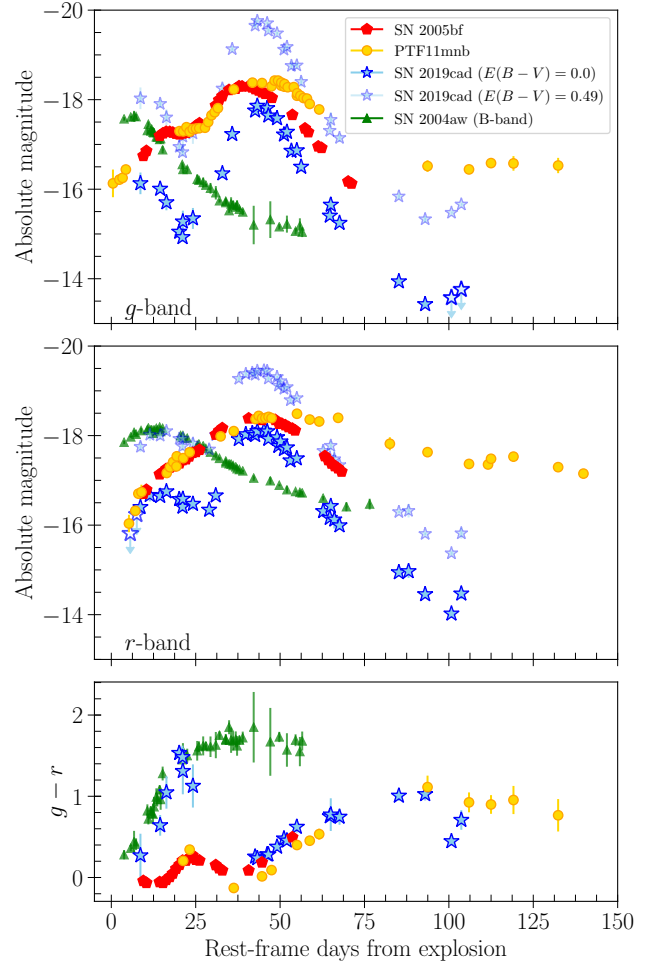 −20
−18
−16
−14
Absolute magnitude
SN 2005bf
PTF11mnb
SN 2019cad (E(B − V) = 0.0)
SN 2019cad (E(B − V) = 0.49)
SN 2004aw (B-band)
g-band
−20
−18
−16
−14
Absolute magnitude
r-band
2
1
0
g − r
0 25 50 75 100 125 150
Rest-frame days from explosion